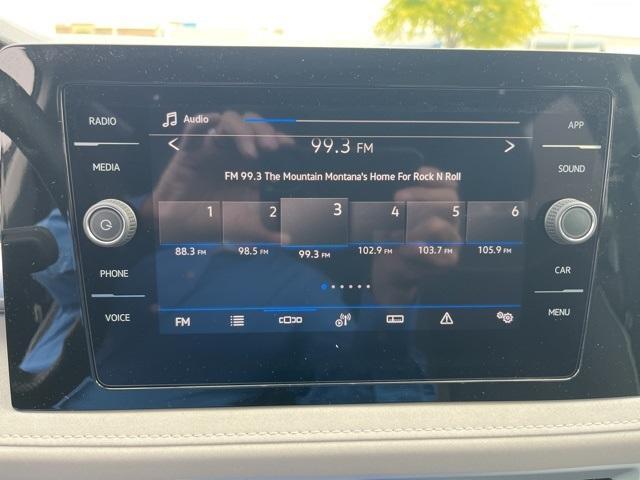 RADIO
Audio
APP
99.3 FM
MEDIA
SOUND
FM 99.3 The Mountain Montana's Home For Rock N Roll
1 2 3 4 5 6
88.3 FM 98.5 FM 99.3 FM 102.9 FM 103.7 FM 105.9 FM
PHONE
CAR
VOICE
FM
MENU